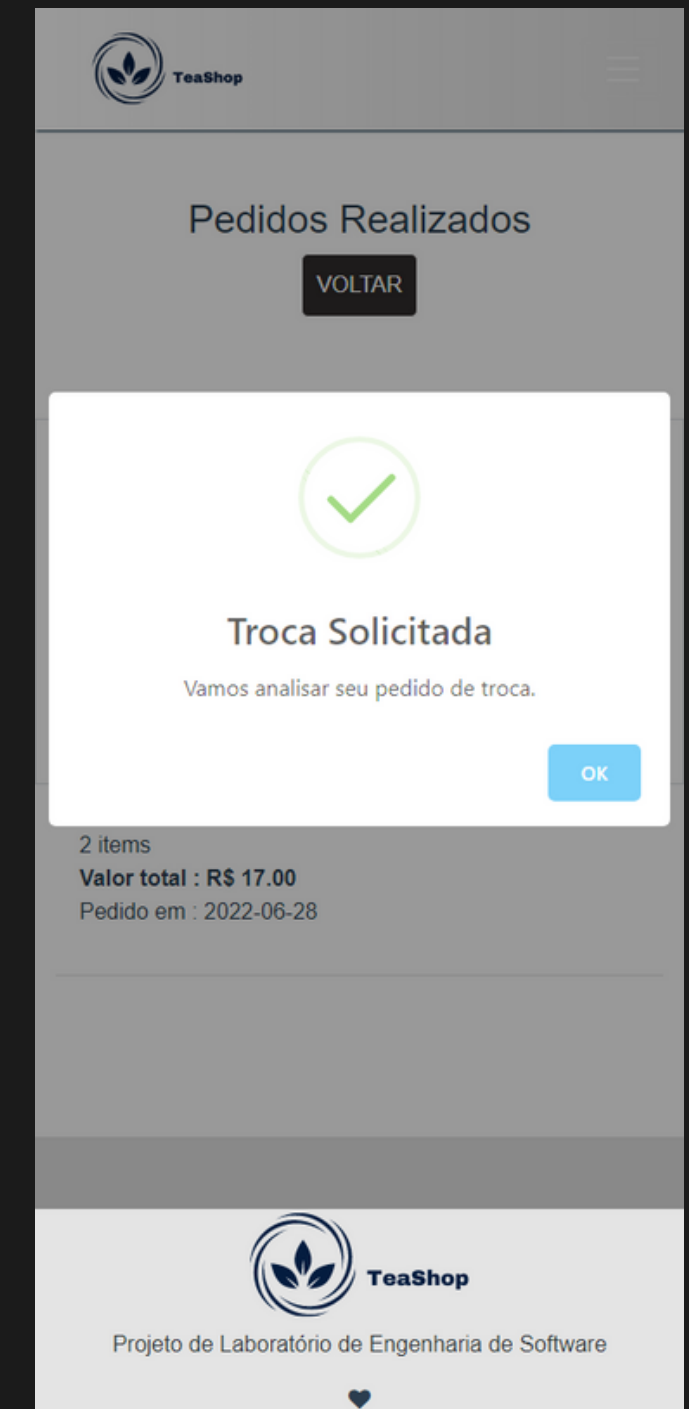 TeaShop
Pedidos Realizados
VOLTAR
Troca Solicitada
Vamos analisar seu pedido de troca.
OK
2 items
Valor total : R$ 17.00
Pedido em : 2022-06-28
TeaShop
Projeto de Laboratório de Engenharia de Software